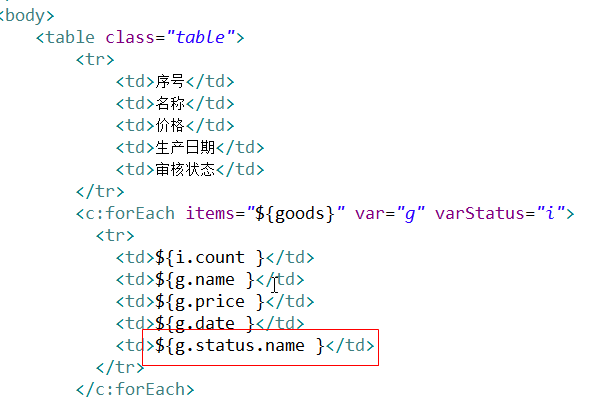 <body>
<table class="table">
<tr>
<td>序号</td>
<td>名称</td>
<td>价格</td>
<td>生产日期</td>
<td>审核状态</td>
</tr>
<c:forEach items="${goods}" var="g" varStatus="i">
<tr>
<td>${i.count }</td>
<td>${g.name }</td>
<td>${g.price }</td>
<td>${g.date }</td>
<td>${g.status.name }</td>
</tr>
</c:forEach>